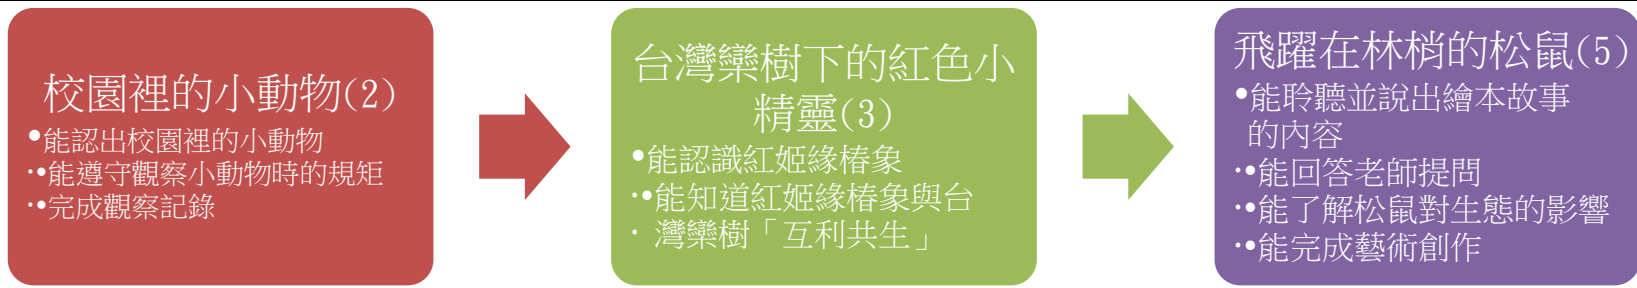 校園裡的小動物(2)
•能認出校園裡的小動物
·•能遵守觀察小動物時的規矩
·•完成觀察記錄
台灣欒樹下的紅色小
精靈(3)
•能認識紅姬緣椿象
·•能知道紅姬緣椿象與台
· 灣欒樹「互利共生」
飛躍在林梢的松鼠(5)
•能聆聽並說出繪本故事
的內容
·•能回答老師提問
·•能了解松鼠對生態的影響
·•能完成藝術創作